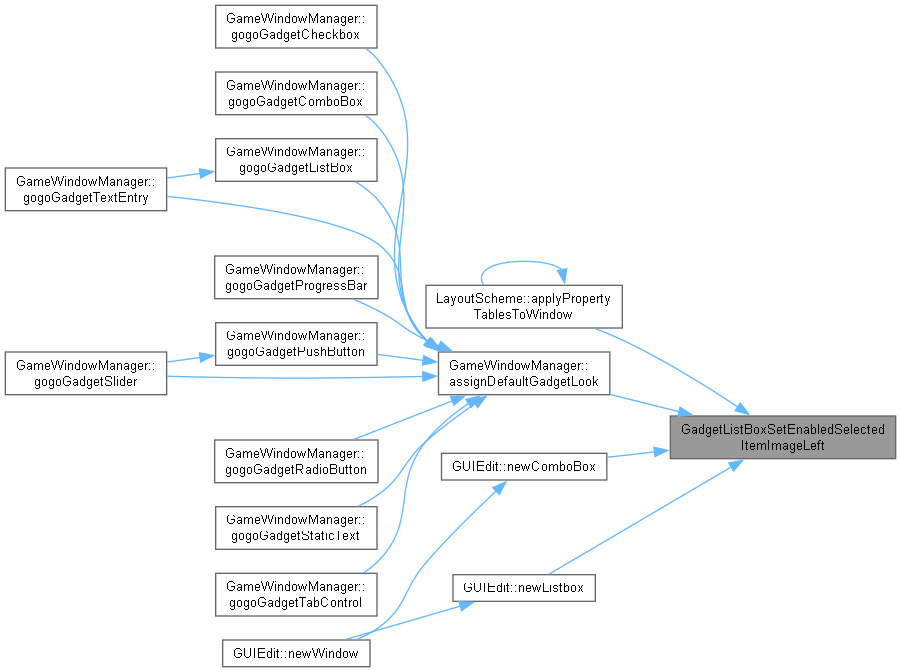 GameWindowManager::
gogoGadgetCheckbox
GameWindowManager::
gogoGadgetComboBox
GameWindowManager::
gogoGadgetListBox
GameWindowManager::
gogoGadgetTextEntry
GameWindowManager::
gogoGadgetProgressBar
LayoutScheme::applyProperty
TablesToWindow
GameWindowManager::
gogoGadgetPushButton
GameWindowManager::
gogoGadgetSlider
GameWindowManager::
assignDefaultGadgetLook
GadgetListBoxSetEnabledSelected
ItemImageLeft
GameWindowManager::
gogoGadgetRadioButton
GUIEdit::newComboBox
GameWindowManager::
gogoGadgetStaticText
GameWindowManager::
gogoGadgetTabControl
GUIEdit::newListbox
GUIEdit::newWindow